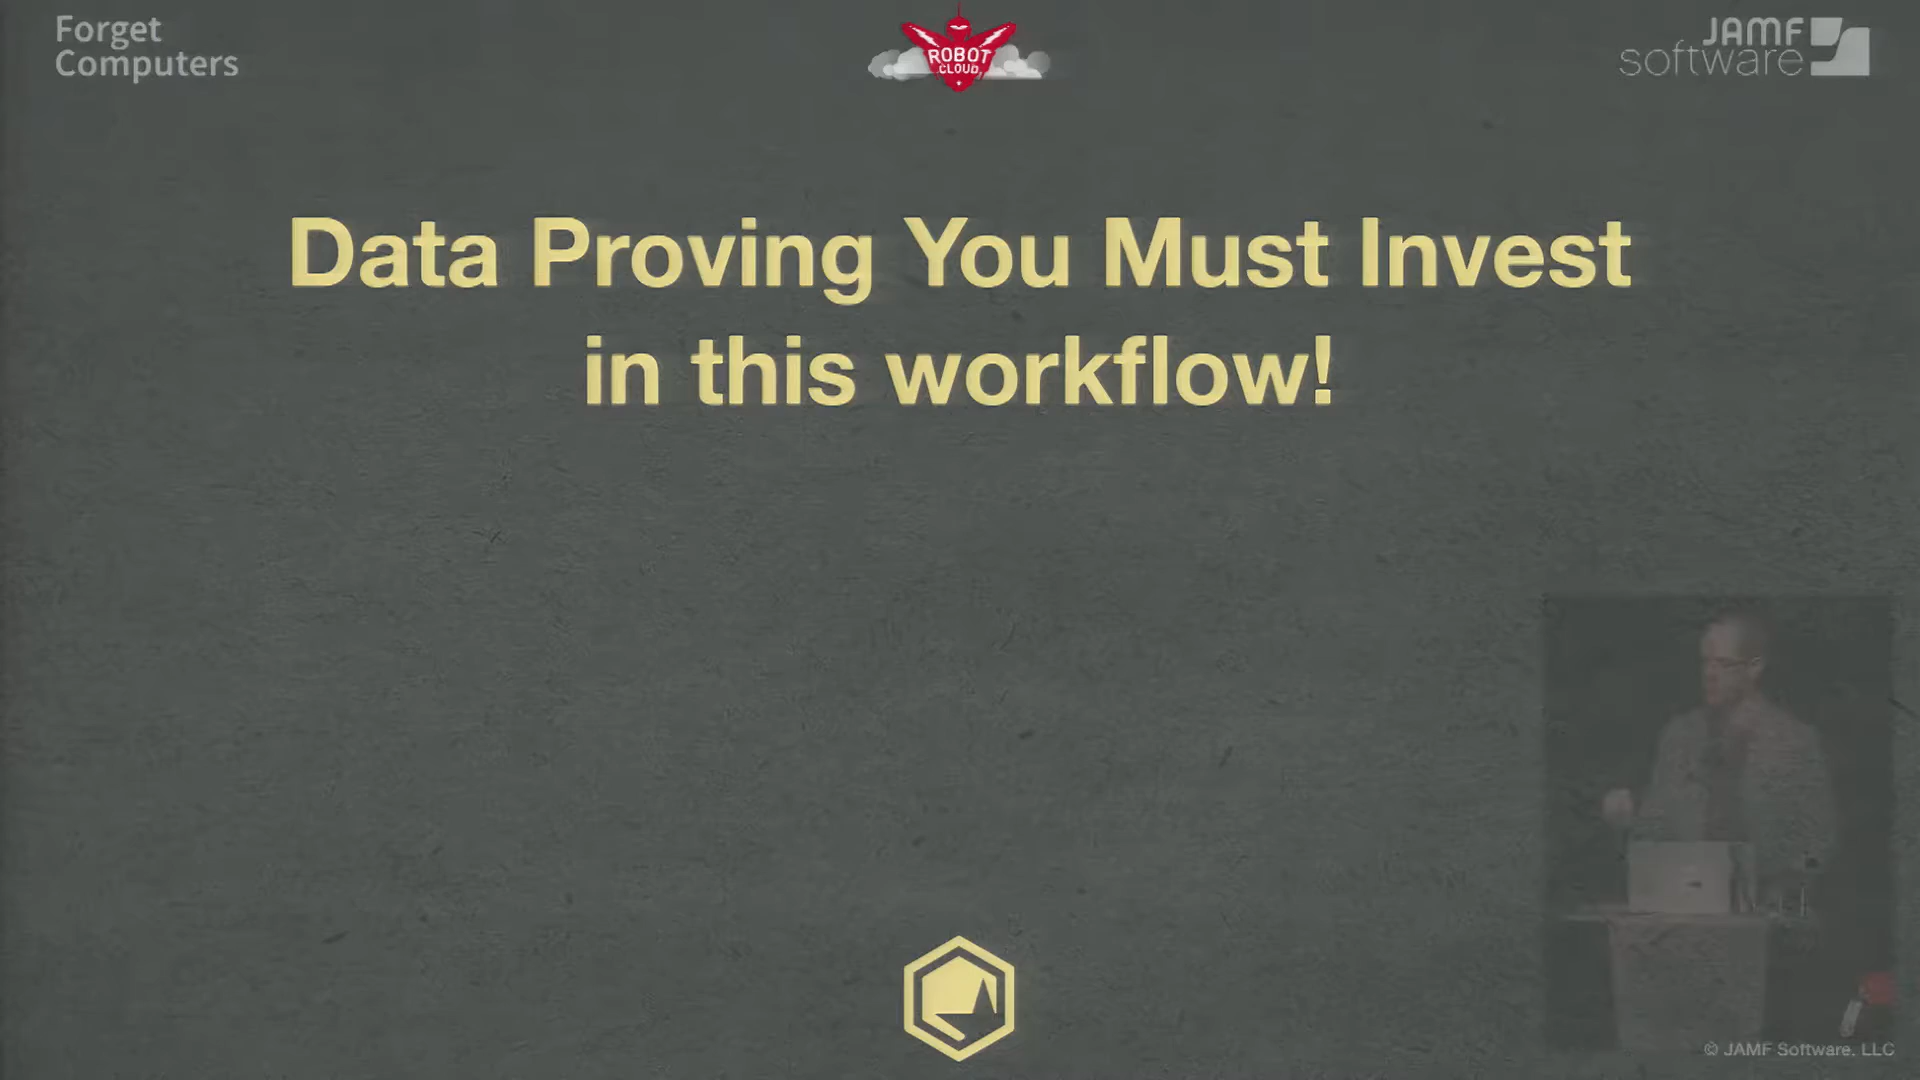 Forget
Computers
ROBOT
CLOUD
JAMF
software
Data Proving You Must Invest
in this workflow!
© JAMF Software, LLC